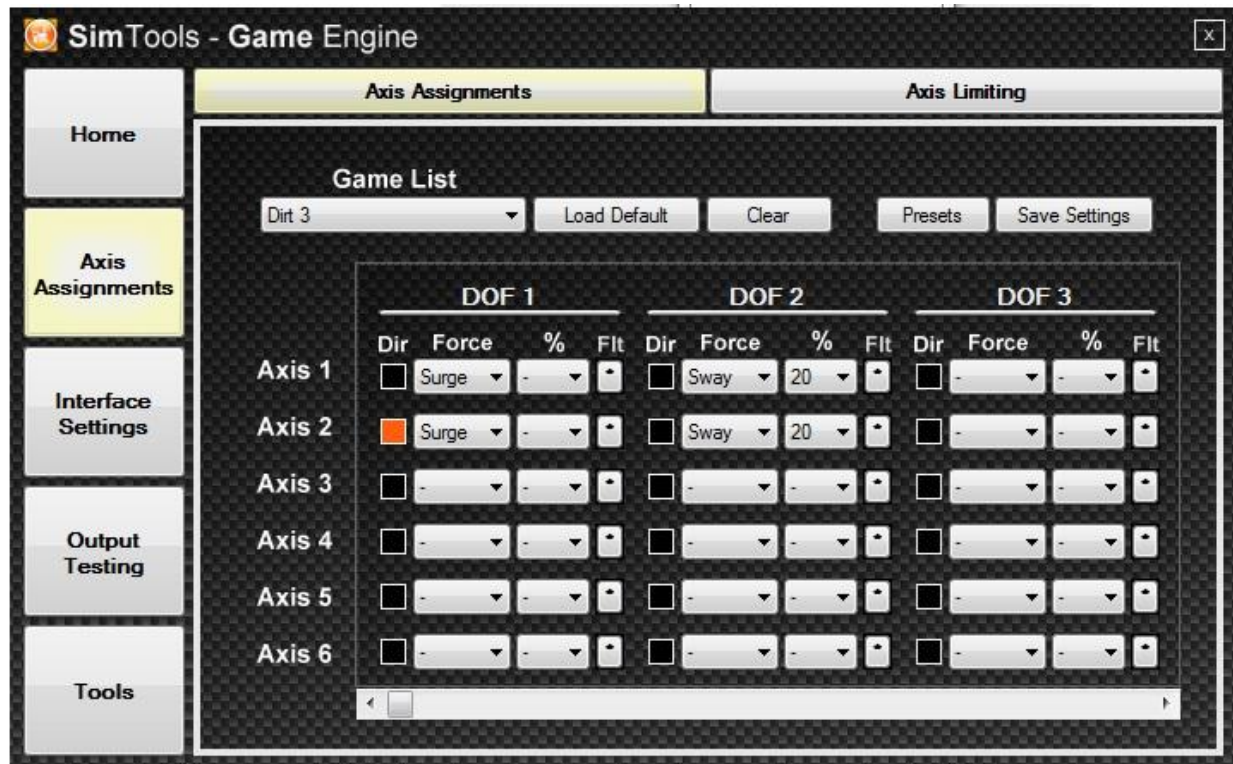 SimTools - Game Engine
x
Axis Assignments
Axis Limiting
Home
Axis
Assignments
Interface
Settings
Output
Testing
Tools
Game List
Dirt 3
Load Default
Clear
Presets
Save Settings
DOF 1
DOF 2
DOF 3
Dir Force % Flt Dir Force % Flt Dir Force % Flt
Axis 1 Surge - * Sway 20 * - - *
Axis 2 Surge - * Sway 20 * - - *
Axis 3 - - * - - * - - *
Axis 4 - - * - - * - - *
Axis 5 - - * - - * - - *
Axis 6 - - * - - * - - *